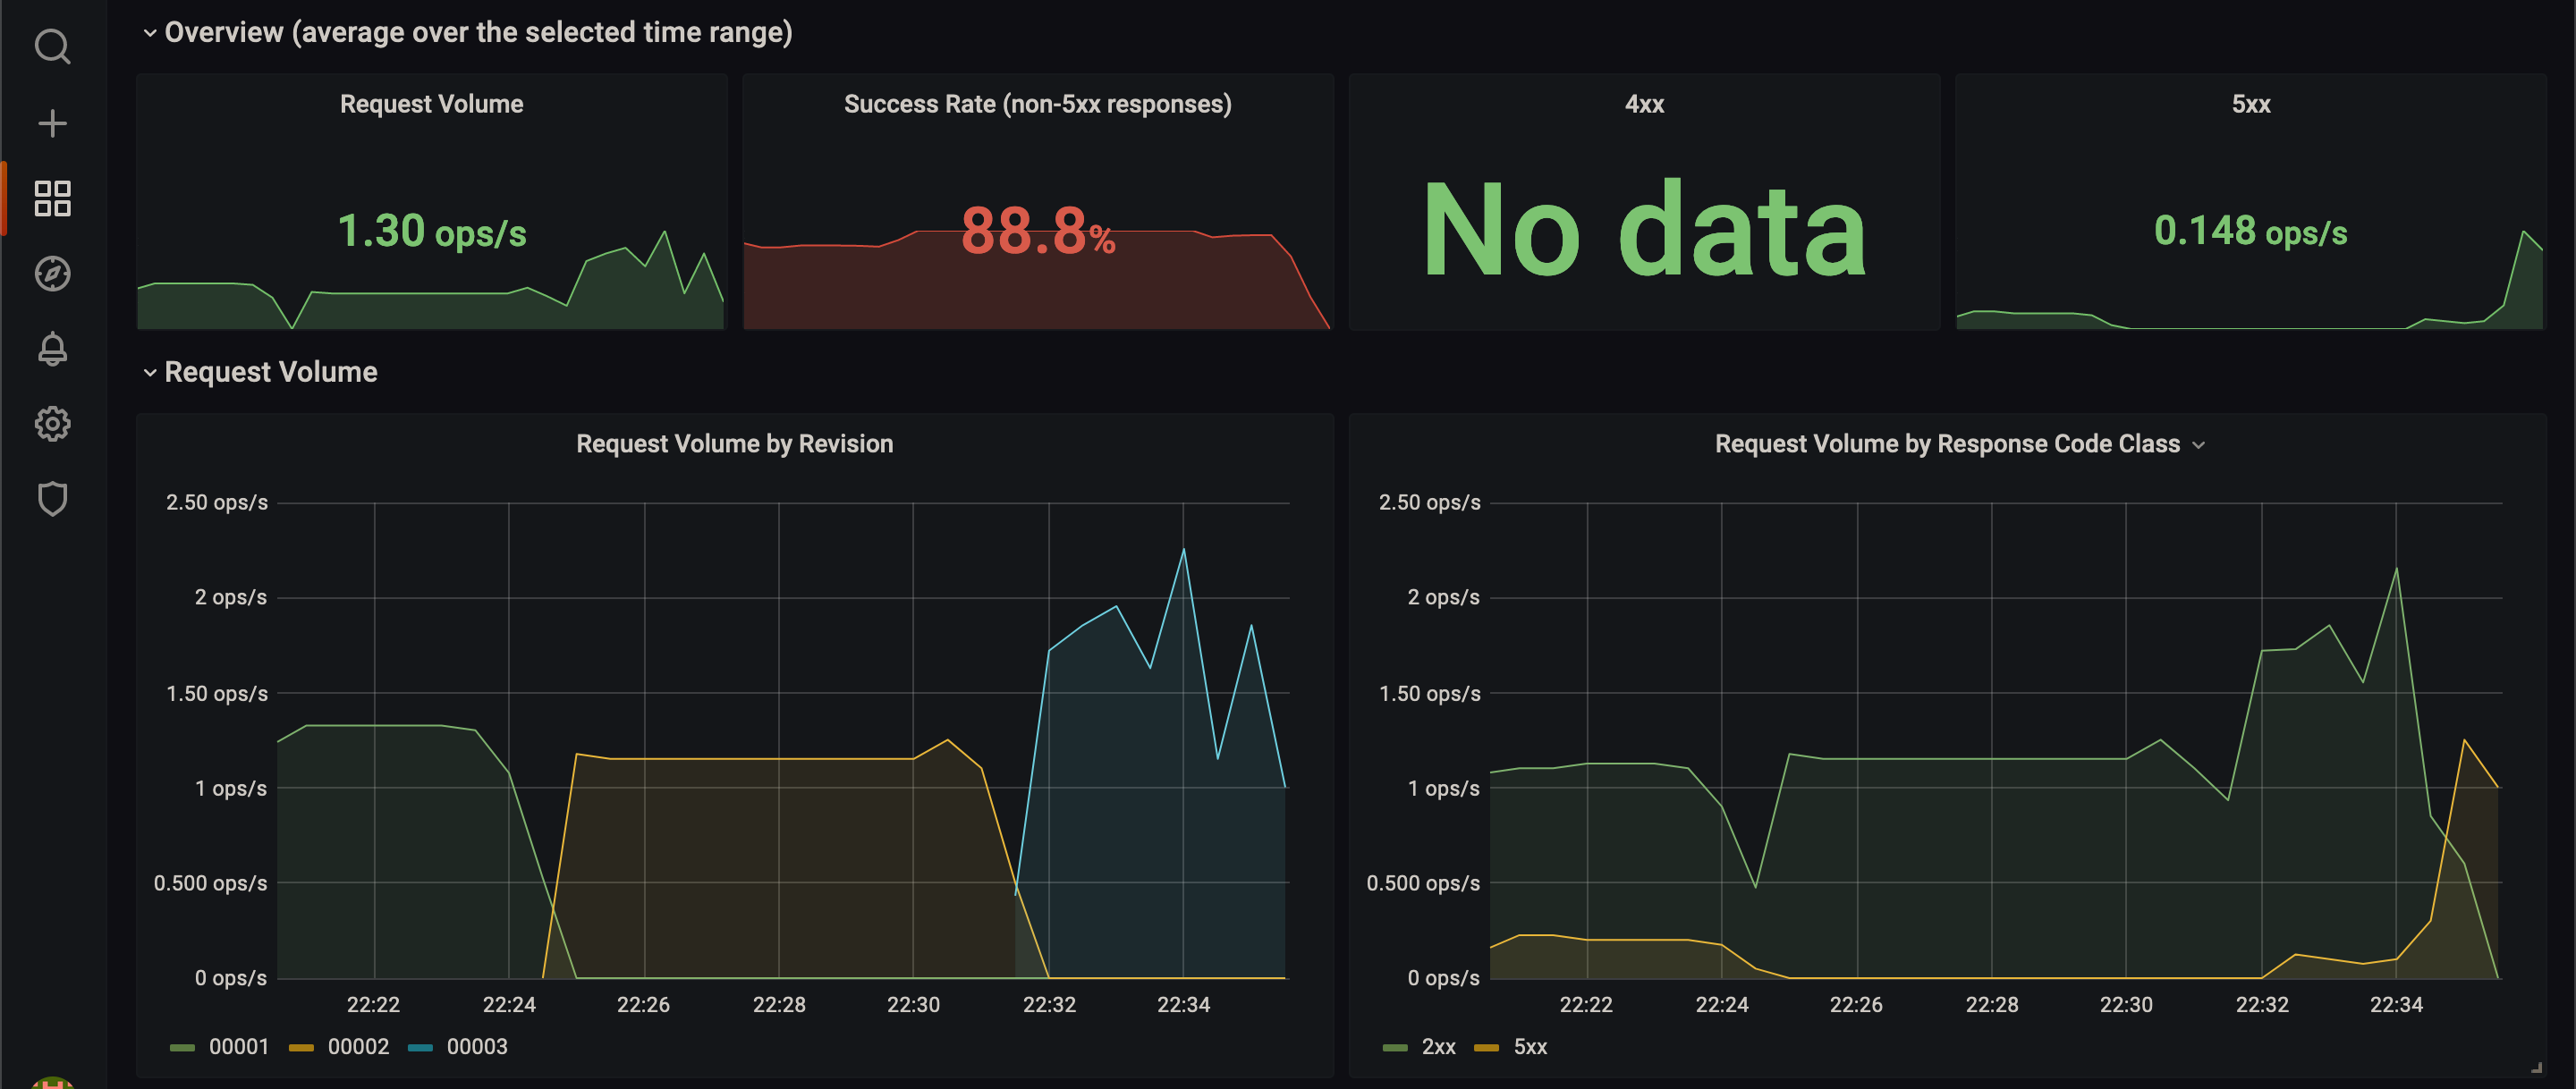 Overview (average over the selected time range)
Request Volume
1.30 ops/s
Success Rate (non-5xx responses)
88.8%
4xx
No data
5xx
0.148 ops/s
Request Volume
Request Volume by Revision
2.50 ops/s
2 ops/s
1.50 ops/s
1 ops/s
0.500 ops/s
0 ops/s
22:22 22:24 22:26 22:28 22:30 22:32 22:34
00001 00002 00003
Request Volume by Response Code Class
2.50 ops/s
2 ops/s
1.50 ops/s
1 ops/s
0.500 ops/s
0 ops/s
22:22 22:24 22:26 22:28 22:30 22:32 22:34
2xx 5xx